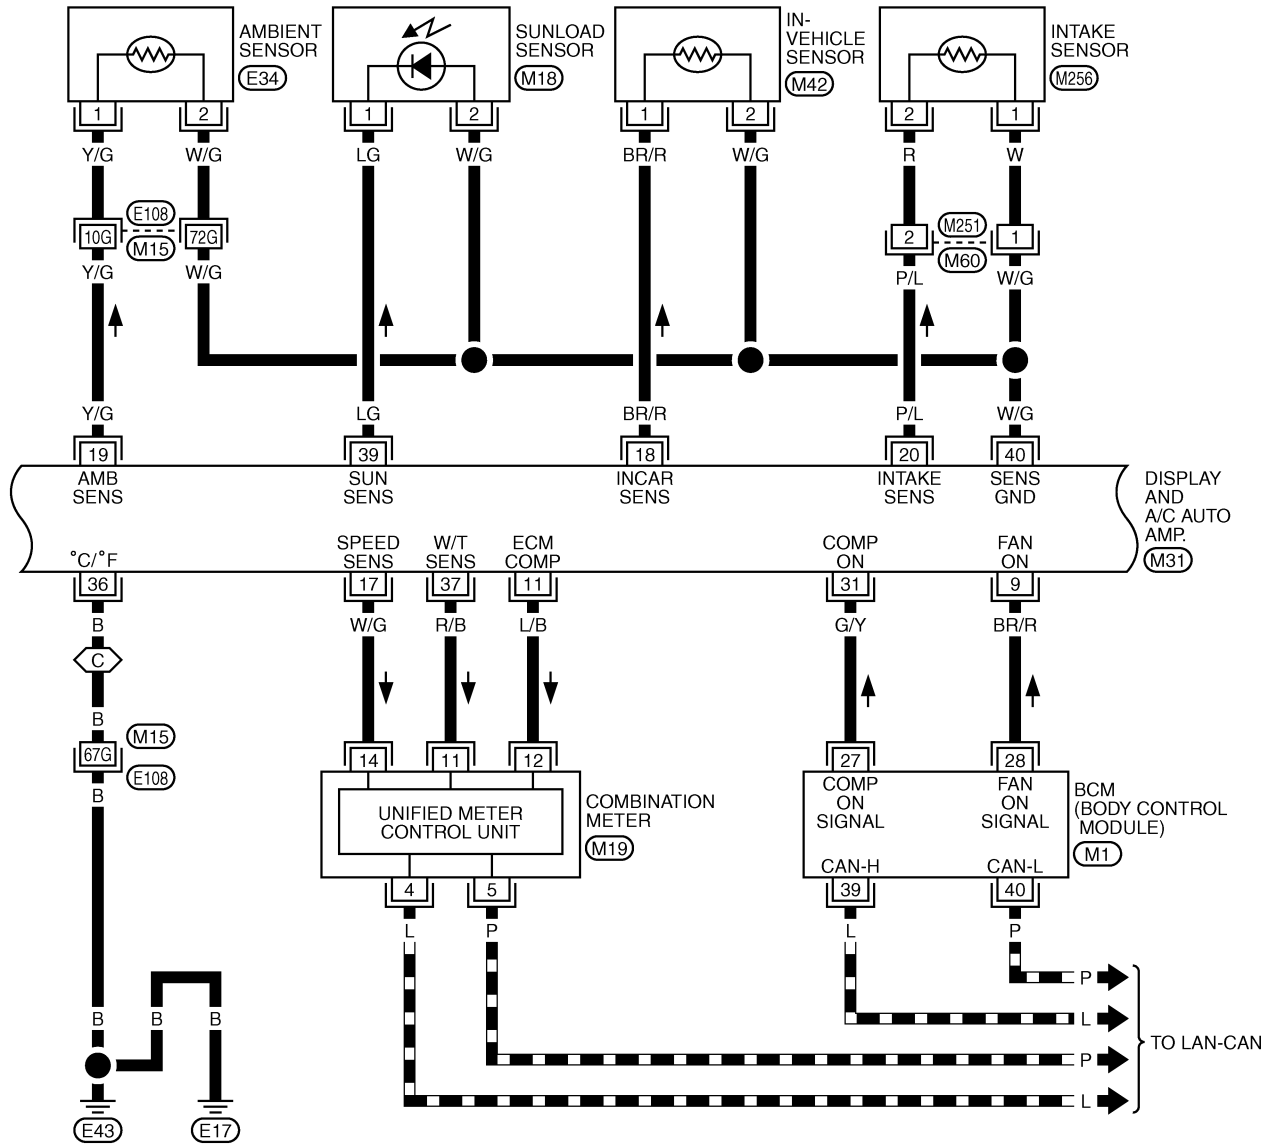 AMBIENT
SENSOR
E34
SUNLOAD
SENSOR
M18
IN-
VEHICLE
SENSOR
M42
INTAKE
SENSOR
M256
1 2 1 2 1 2 2 1
Y/G W/G LG W/G BR/R W/G R W
E108
10G 72G
M15
M251
2 1
M60
Y/G W/G P/L W/G
Y/G LG BR/R P/L W/G
19 39 18 20 40
AMB
SENS
SUN
SENS
INCAR
SENS
INTAKE
SENS
SENS
GND
DISPLAY
AND
A/C AUTO
AMP.
M31
°C/°F
SPEED
SENS
W/T
SENS
ECM
COMP
COMP
ON
FAN
ON
36 17 37 11 31 9
B W/G R/B L/B G/Y BR/R
C
B
M15
67G
E108
B
14 11 12 27 28
UNIFIED METER
CONTROL UNIT
COMBINATION
METER
M19
COMP
ON
SIGNAL
FAN
ON
SIGNAL
BCM
(BODY CONTROL
MODULE)
M1
CAN-H CAN-L
4 5 39 40
L P L P
P
L
P
L
TO LAN-CAN
B B B
E43 E17